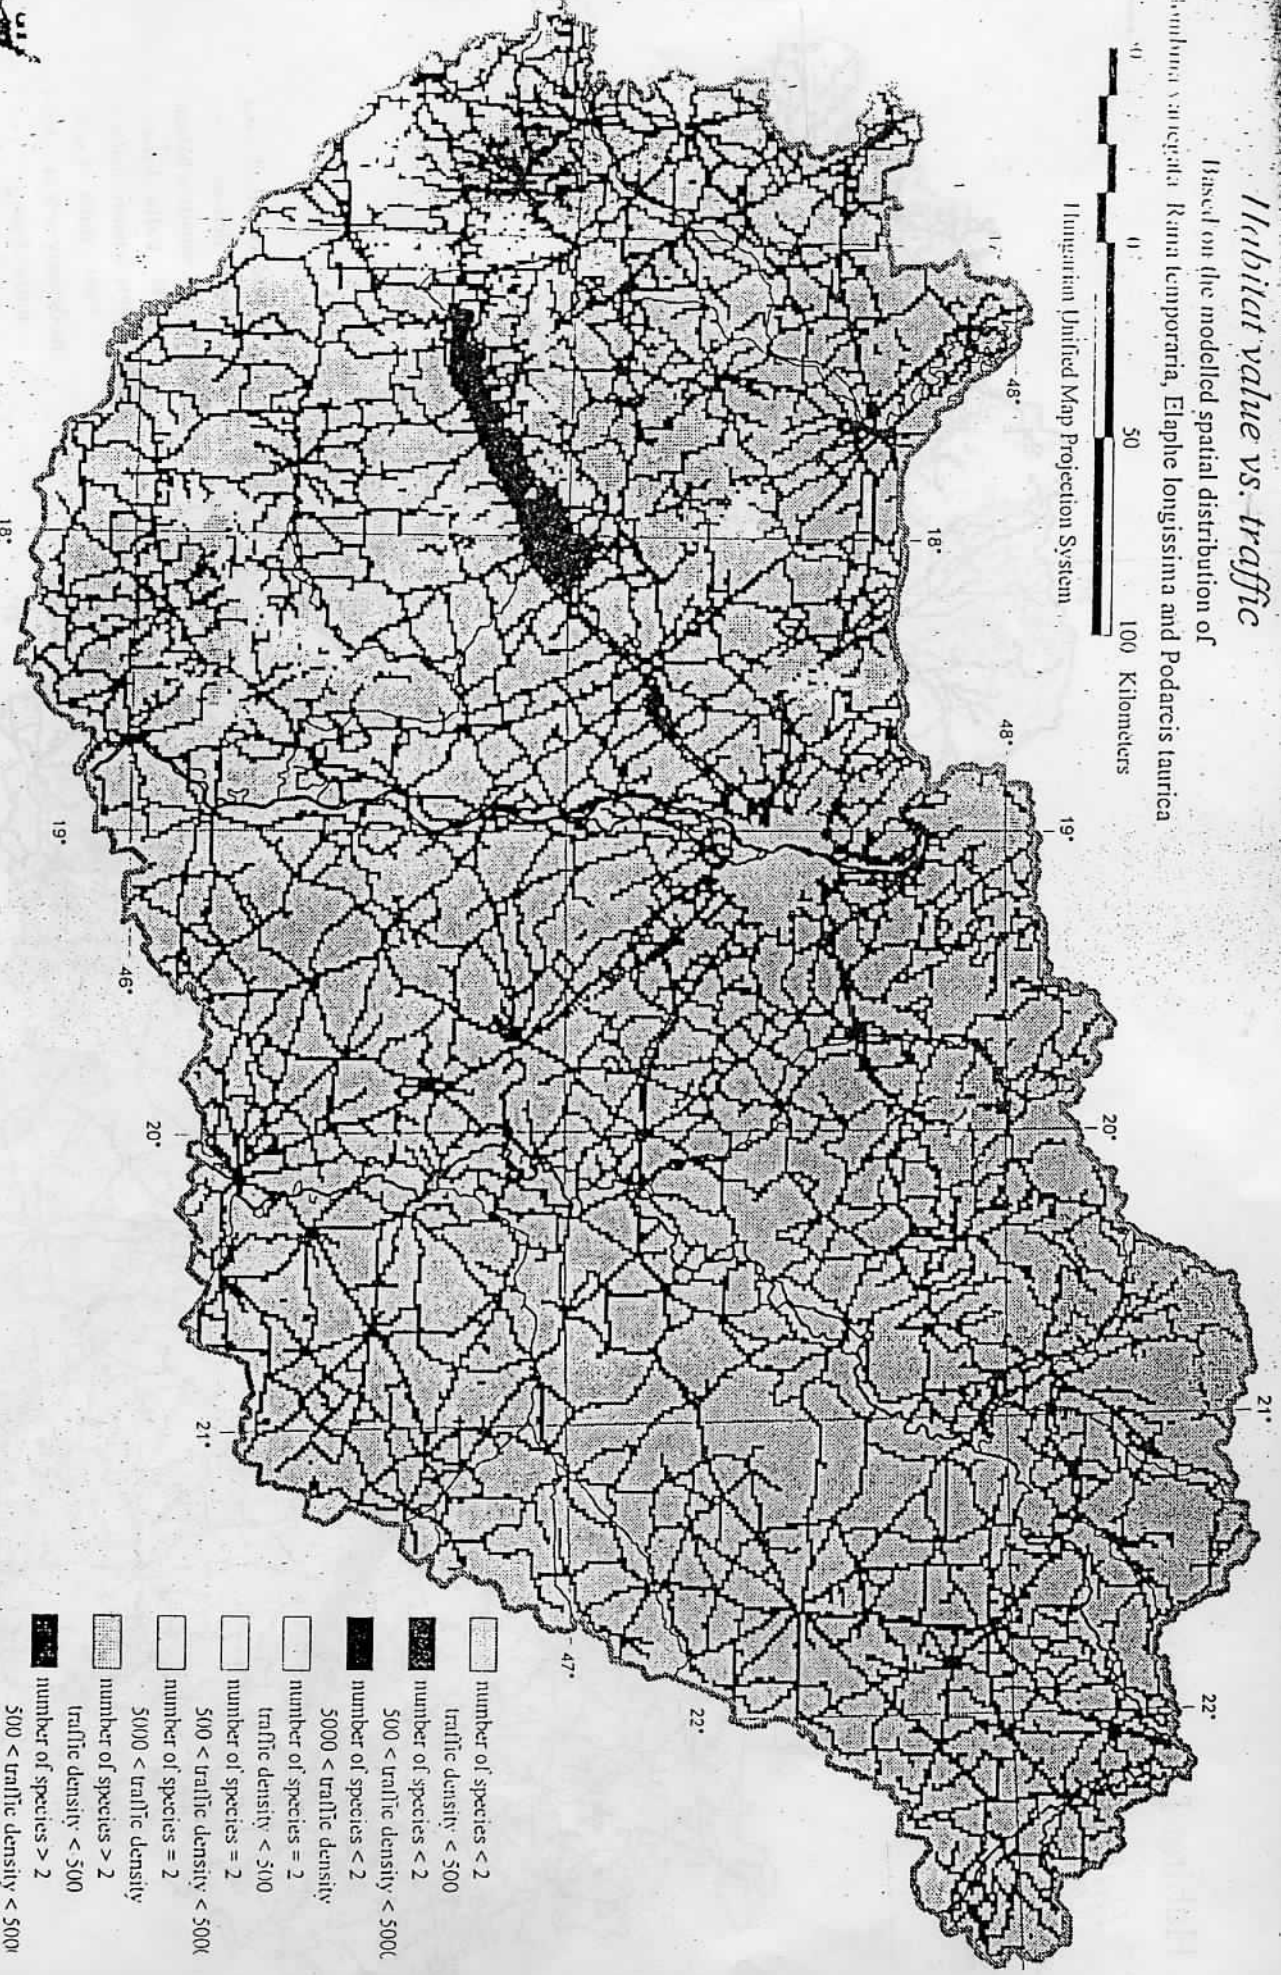 Habitat value vs. traffic
Based on the modelled spatial distribution of
Rana temporaria, Elaphe longissima and Podarcis taurica
0 50 100 Kilometers
Hungarian Unified Map Projection System
17
48°
18°
48°
19°
20°
21°
22°
18°
19°
46°
20°
21°
47°
22°
number of species < 2
traffic density < 500
number of species < 2
500 < traffic density < 500
number of species < 2
5000 < traffic density
number of species = 2
traffic density < 500
number of species = 2
500 < traffic density < 500
number of species = 2
5000 < traffic density
number of species > 2
traffic density < 500
number of species > 2
500 < traffic density < 500